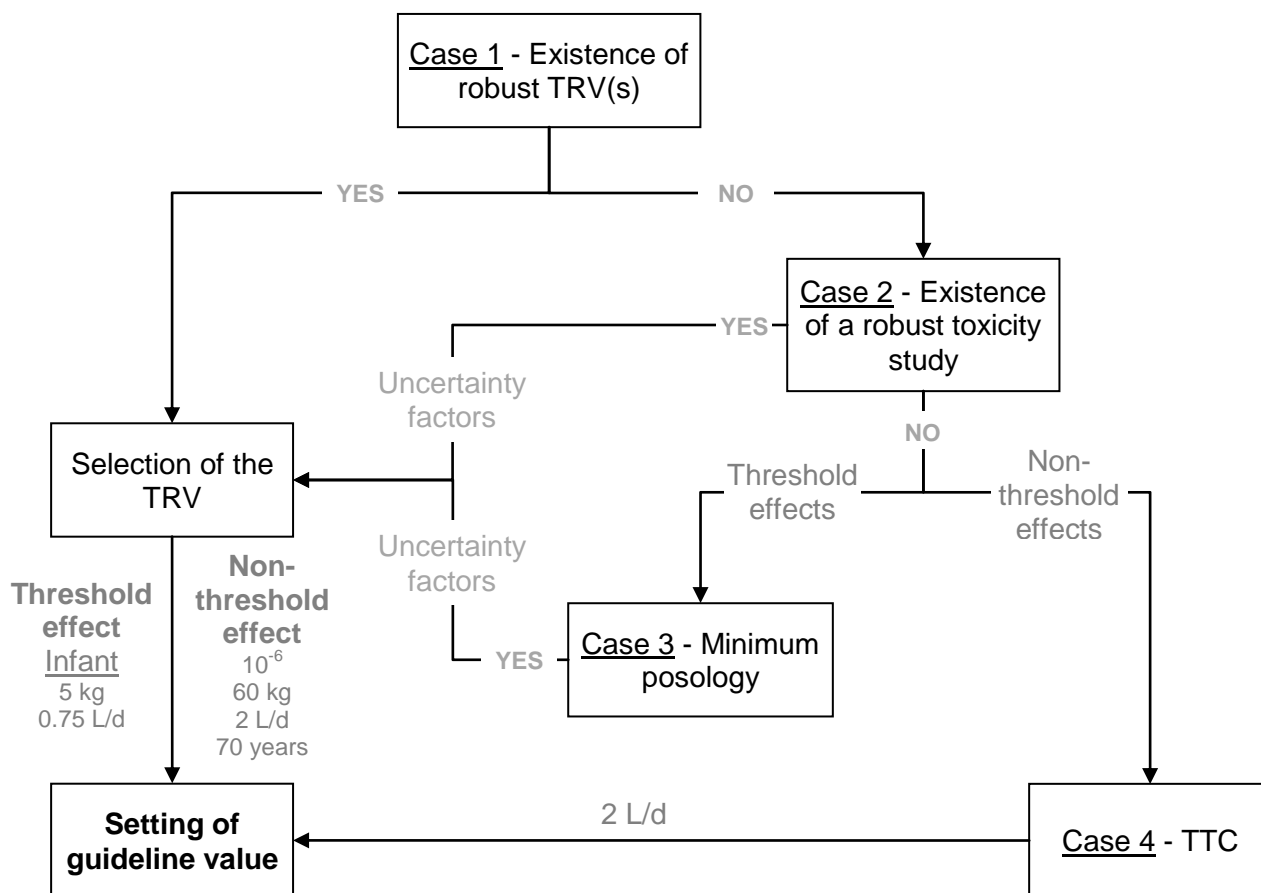 Case 1 - Existence of
robust TRV(s)
YES
NO
Case 2 - Existence
of a robust toxicity
study
YES
Uncertainty
factors
NO
Selection of the
TRV
Threshold
effects
Non-
threshold
effects
Uncertainty
factors
Threshold
effect
Infant
5 kg
0.75 L/d
Non-
threshold
effect
10⁻⁶
60 kg
2 L/d
70 years
YES
Case 3 - Minimum
posology
Setting of
guideline value
2 L/d
Case 4 - TTC